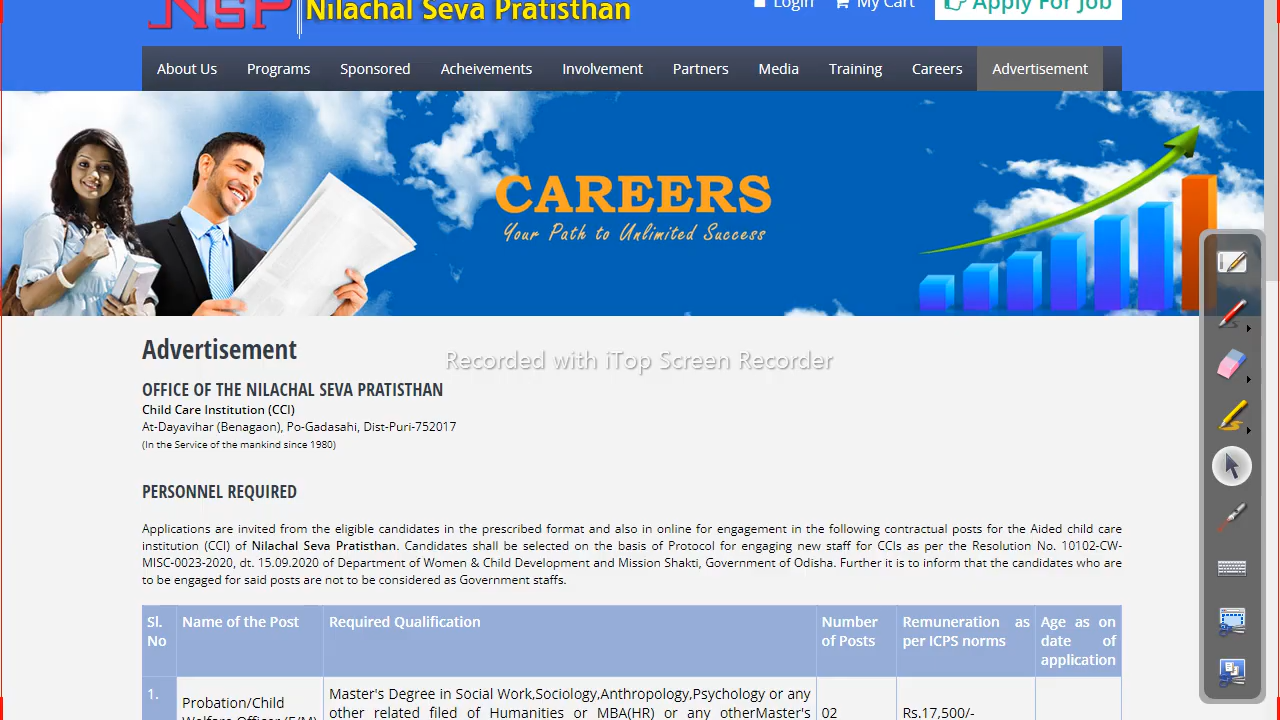 NSP Nilachal Seva Pratisthan
Login My Cart Apply For Job
About Us Programs Sponsored Acheivements Involvement Partners Media Training Careers Advertisement
CAREERS
Your Path to Unlimited Success
Advertisement
Recorded with iTop Screen Recorder
OFFICE OF THE NILACHAL SEVA PRATISTHAN
Child Care Institution (CCI)
At-Dayavihar (Benagaon), Po-Gadasahi, Dist-Puri-752017
(In the Service of the mankind since 1980)
PERSONNEL REQUIRED
Applications are invited from the eligible candidates in the prescribed format and also in online for engagement in the following contractual posts for the Aided child care
institution (CCI) of Nilachal Seva Pratisthan. Candidates shall be selected on the basis of Protocol for engaging new staff for CCIs as per the Resolution No. 10102-CW-
MISC-0023-2020, dt. 15.09.2020 of Department of Women & Child Development and Mission Shakti, Government of Odisha. Further it is to inform that the candidates who are
to be engaged for said posts are not to be considered as Government staffs.
Sl. No Name of the Post Required Qualification Number of Posts Remuneration as per ICPS norms Age as on date of application
1. Probation/Child Welfare Officer (F/M) Master's Degree in Social Work,Sociology,Anthropology,Psychology or any
other related filed of Humanities or MBA(HR) or any otherMaster's 02 Rs.17,500/-